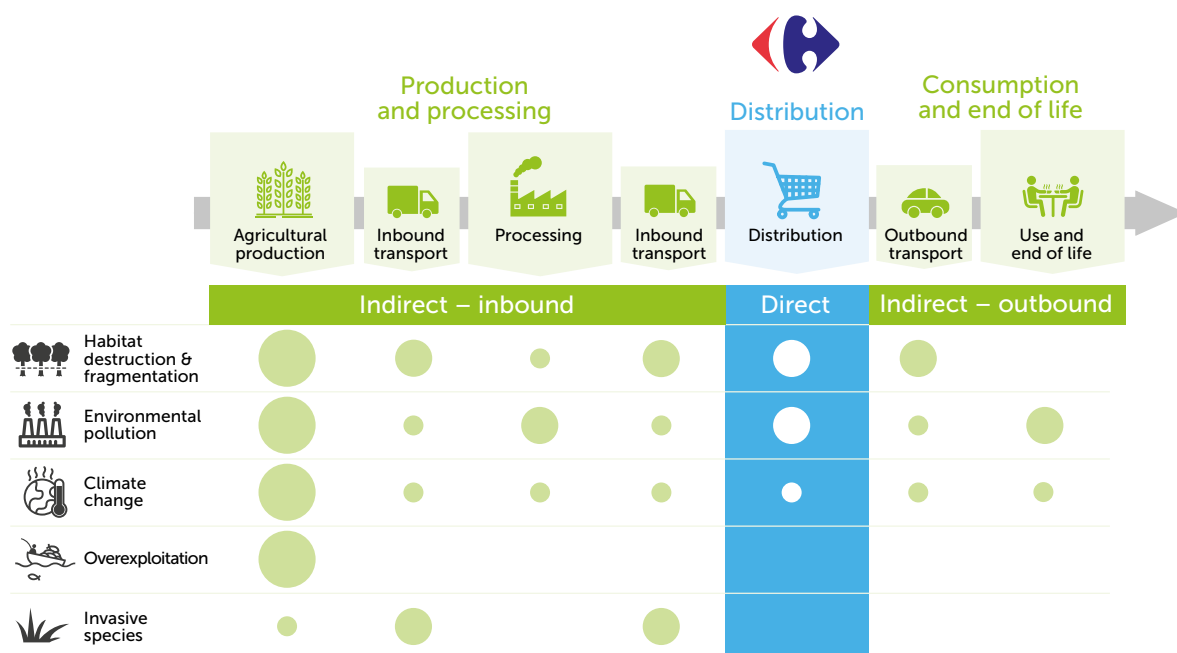 Production
and processing
Distribution
Consumption
and end of life
Agricultural
production
Inbound
transport
Processing
Inbound
transport
Distribution
Outbound
transport
Use and
end of life
Indirect – inbound
Direct
Indirect – outbound
Habitat
destruction &
fragmentation
Environmental
pollution
Climate
change
Overexploitation
Invasive
species